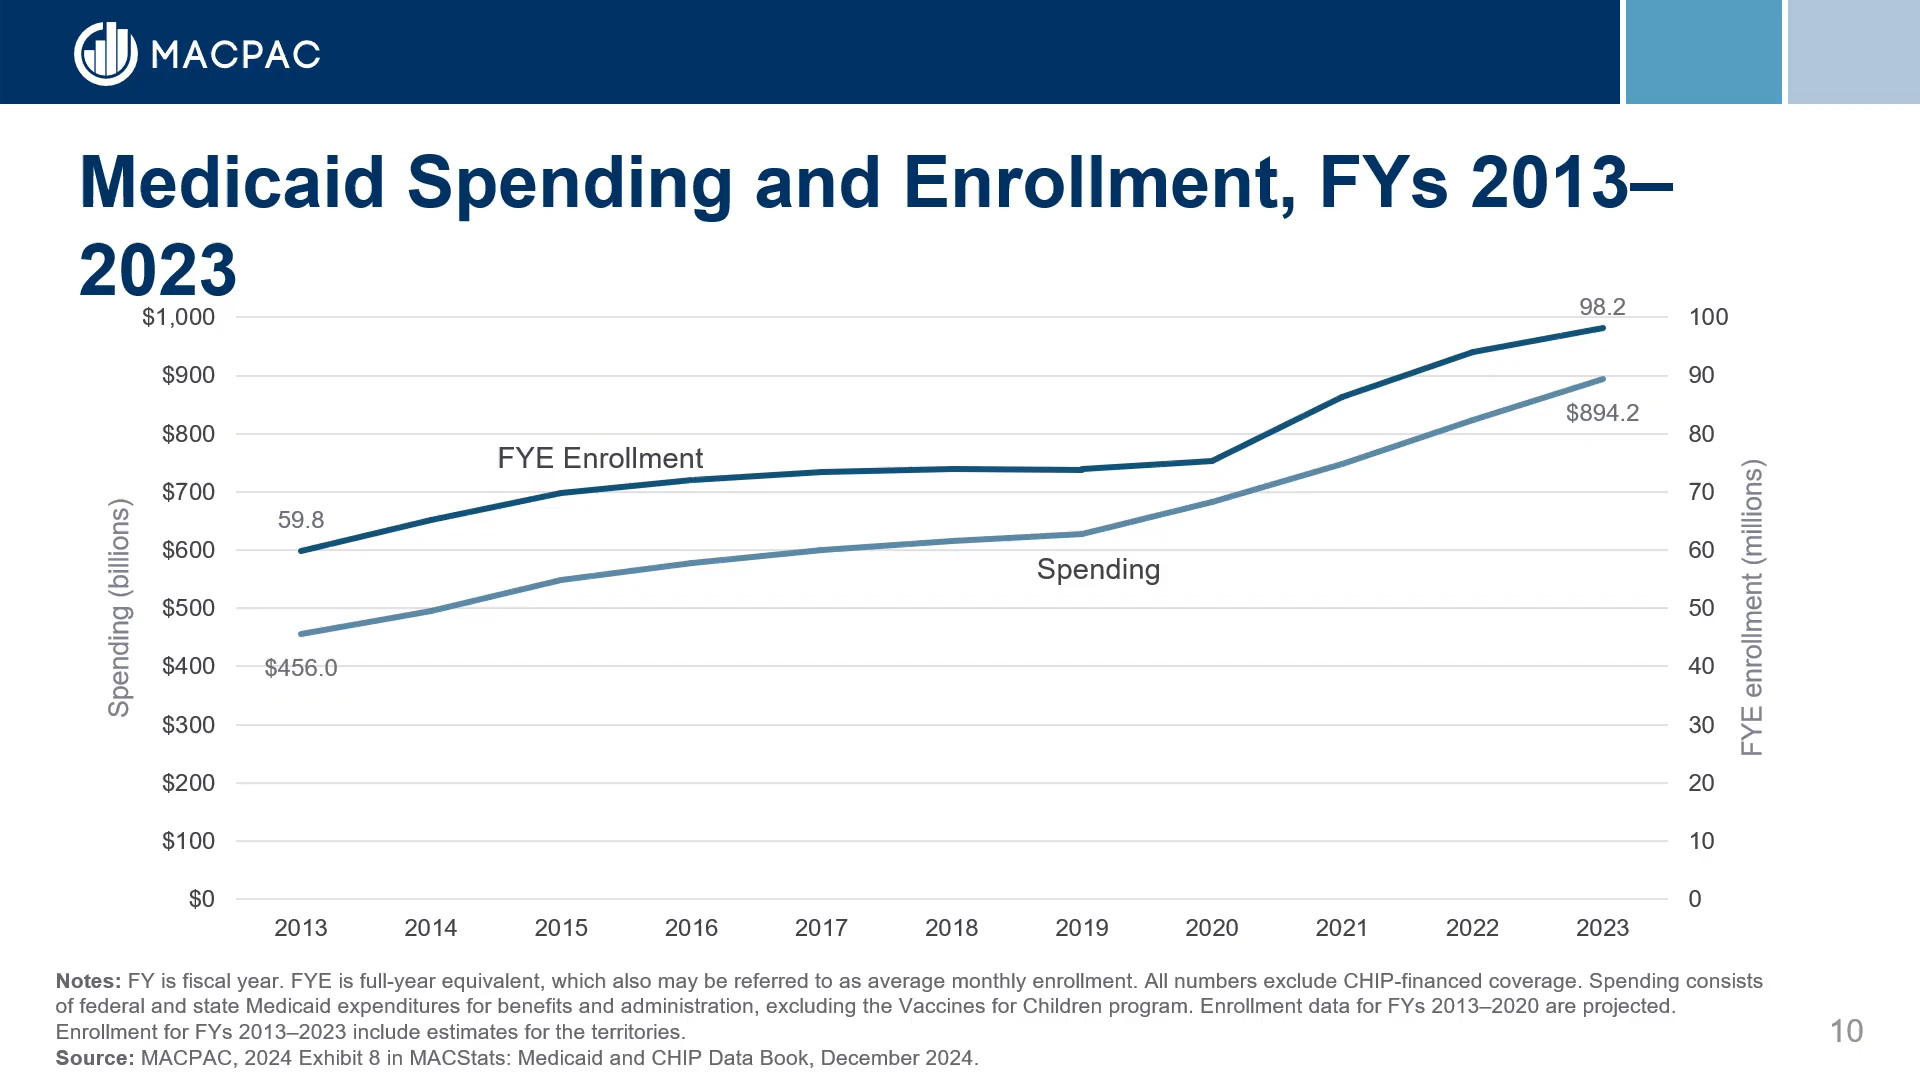 MACPAC
Medicaid Spending and Enrollment, FYs 2013–
2023
$1,000
$900
$800
$700
$600
$500
$400
$300
$200
$100
$0
Spending (billions)
100
90
80
70
60
50
40
30
20
10
0
FYE enrollment (millions)
98.2
$894.2
FYE Enrollment
59.8
Spending
$456.0
2013 2014 2015 2016 2017 2018 2019 2020 2021 2022 2023
Notes: FY is fiscal year. FYE is full-year equivalent, which also may be referred to as average monthly enrollment. All numbers exclude CHIP-financed coverage. Spending consists
of federal and state Medicaid expenditures for benefits and administration, excluding the Vaccines for Children program. Enrollment data for FYs 2013–2020 are projected.
Enrollment for FYs 2013–2023 include estimates for the territories.
Source: MACPAC, 2024 Exhibit 8 in MACStats: Medicaid and CHIP Data Book, December 2024.
10